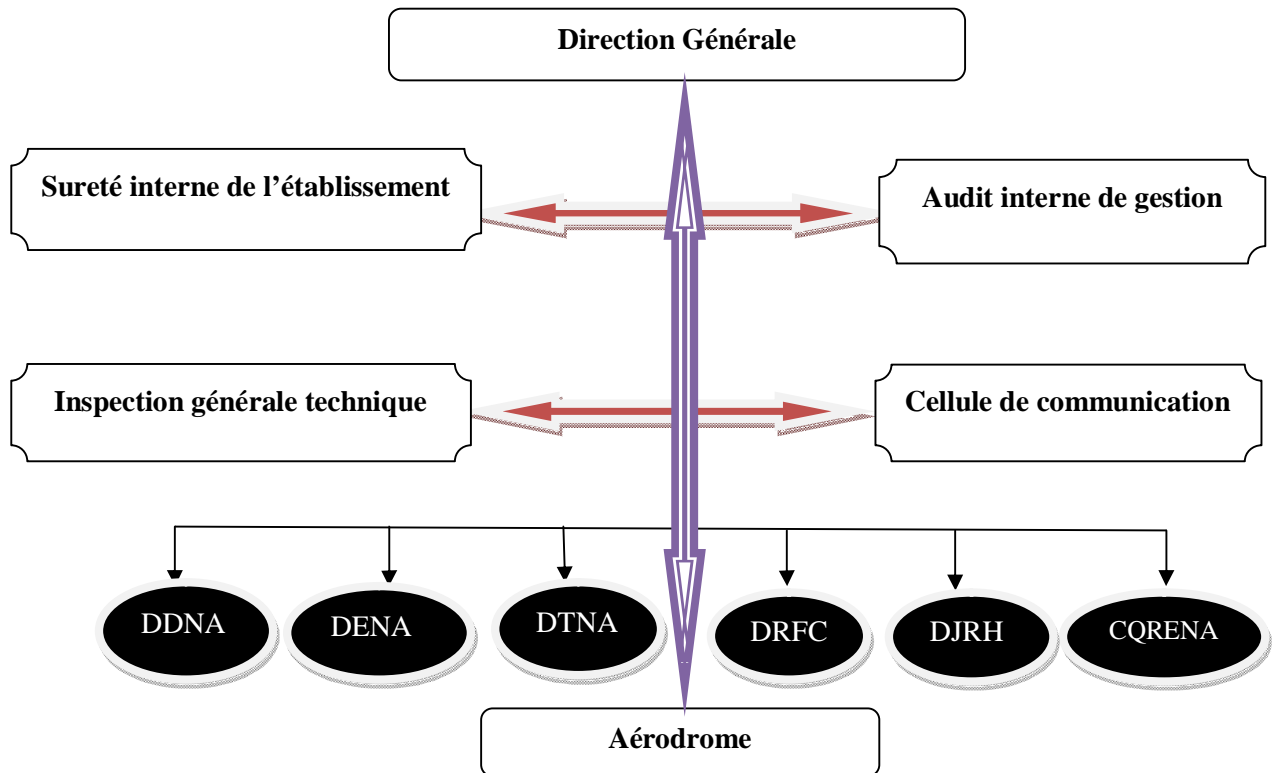 Direction Générale
Sureté interne de l’établissement
Audit interne de gestion
Inspection générale technique
Cellule de communication
DDNA
DENA
DTNA
DRFC
DJRH
CQRENA
Aérodrome